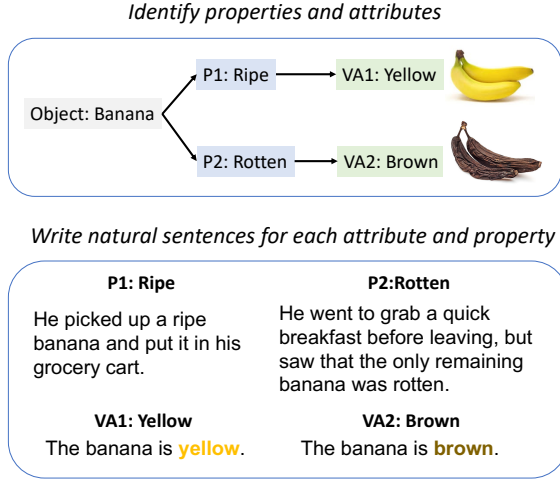 Identify properties and attributes
Object: Banana
P1: Ripe
VA1: Yellow
P2: Rotten
VA2: Brown
Write natural sentences for each attribute and property
P1: Ripe
He picked up a ripe
banana and put it in his
grocery cart.
P2:Rotten
He went to grab a quick
breakfast before leaving, but
saw that the only remaining
banana was rotten.
VA1: Yellow
The banana is yellow.
VA2: Brown
The banana is brown.